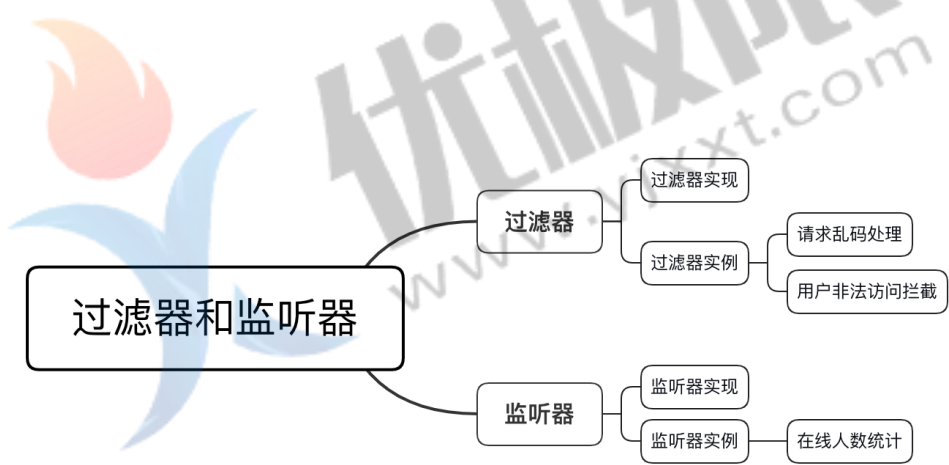 优极限
www.yjxxt.com
过滤器和监听器
过滤器
过滤器实现
过滤器实例
请求乱码处理
用户非法访问拦截
监听器
监听器实现
监听器实例
在线人数统计